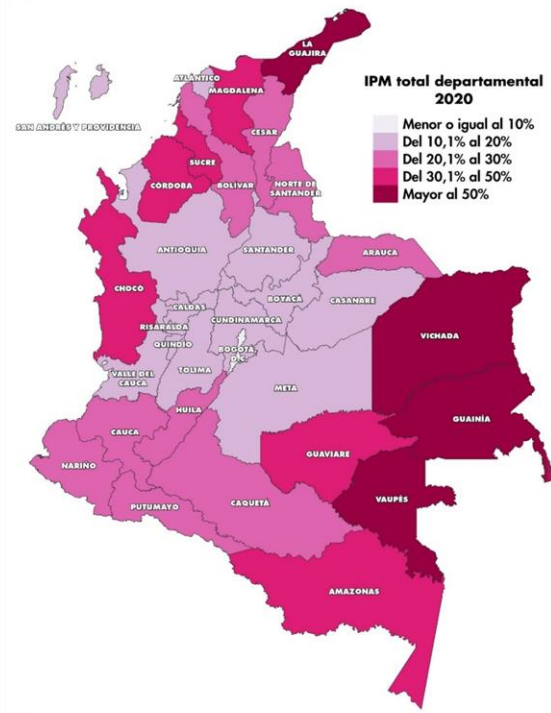 IPM total departamental
2020
Menor o igual al 10%
Del 10,1% al 20%
Del 20,1% al 30%
Del 30,1% al 50%
Mayor al 50%
LA
GUAJIRA
ATLÁNTICO
MAGDALENA
SAN ANDRÉS Y PROVIDENCIA
CESAR
SUCRE
CÓRDOBA
BOLÍVAR
NORTE DE
SANTANDER
ANTIOQUIA
SANTANDER
ARAUCA
CHOCÓ
BOYACA
CASANARE
CALDAS
CUNDINAMARCA
RISARALDA
QUINDÍO
BOGOTÁ
D.C.
VICHADA
VALLE DEL
CAUCA
TOLIMA
META
HUILA
GUAINÍA
CAUCA
GUAVIARE
NARIÑO
VAUPÉS
PUTUMAYO
CAQUETÁ
AMAZONAS